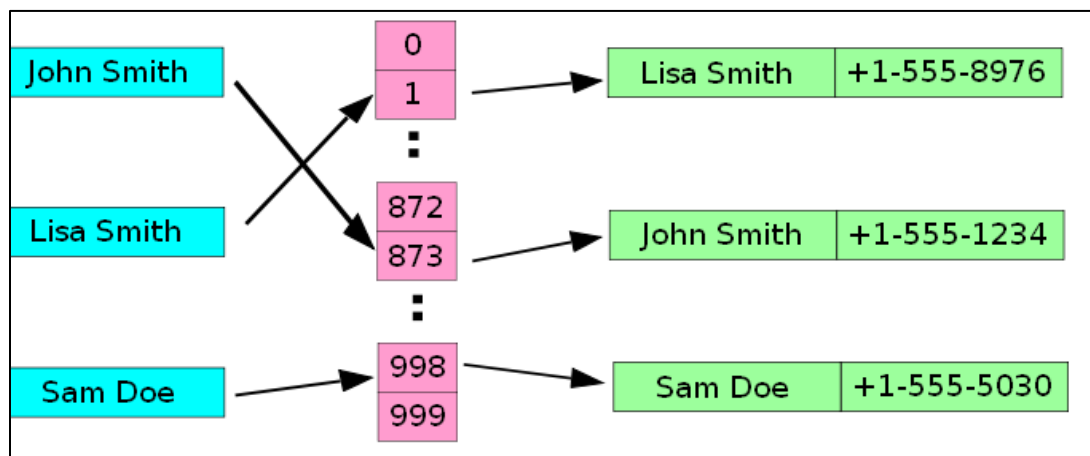 John Smith
Lisa Smith
Sam Doe
0
1
:
872
873
:
998
999
Lisa Smith +1-555-8976
John Smith +1-555-1234
Sam Doe +1-555-5030